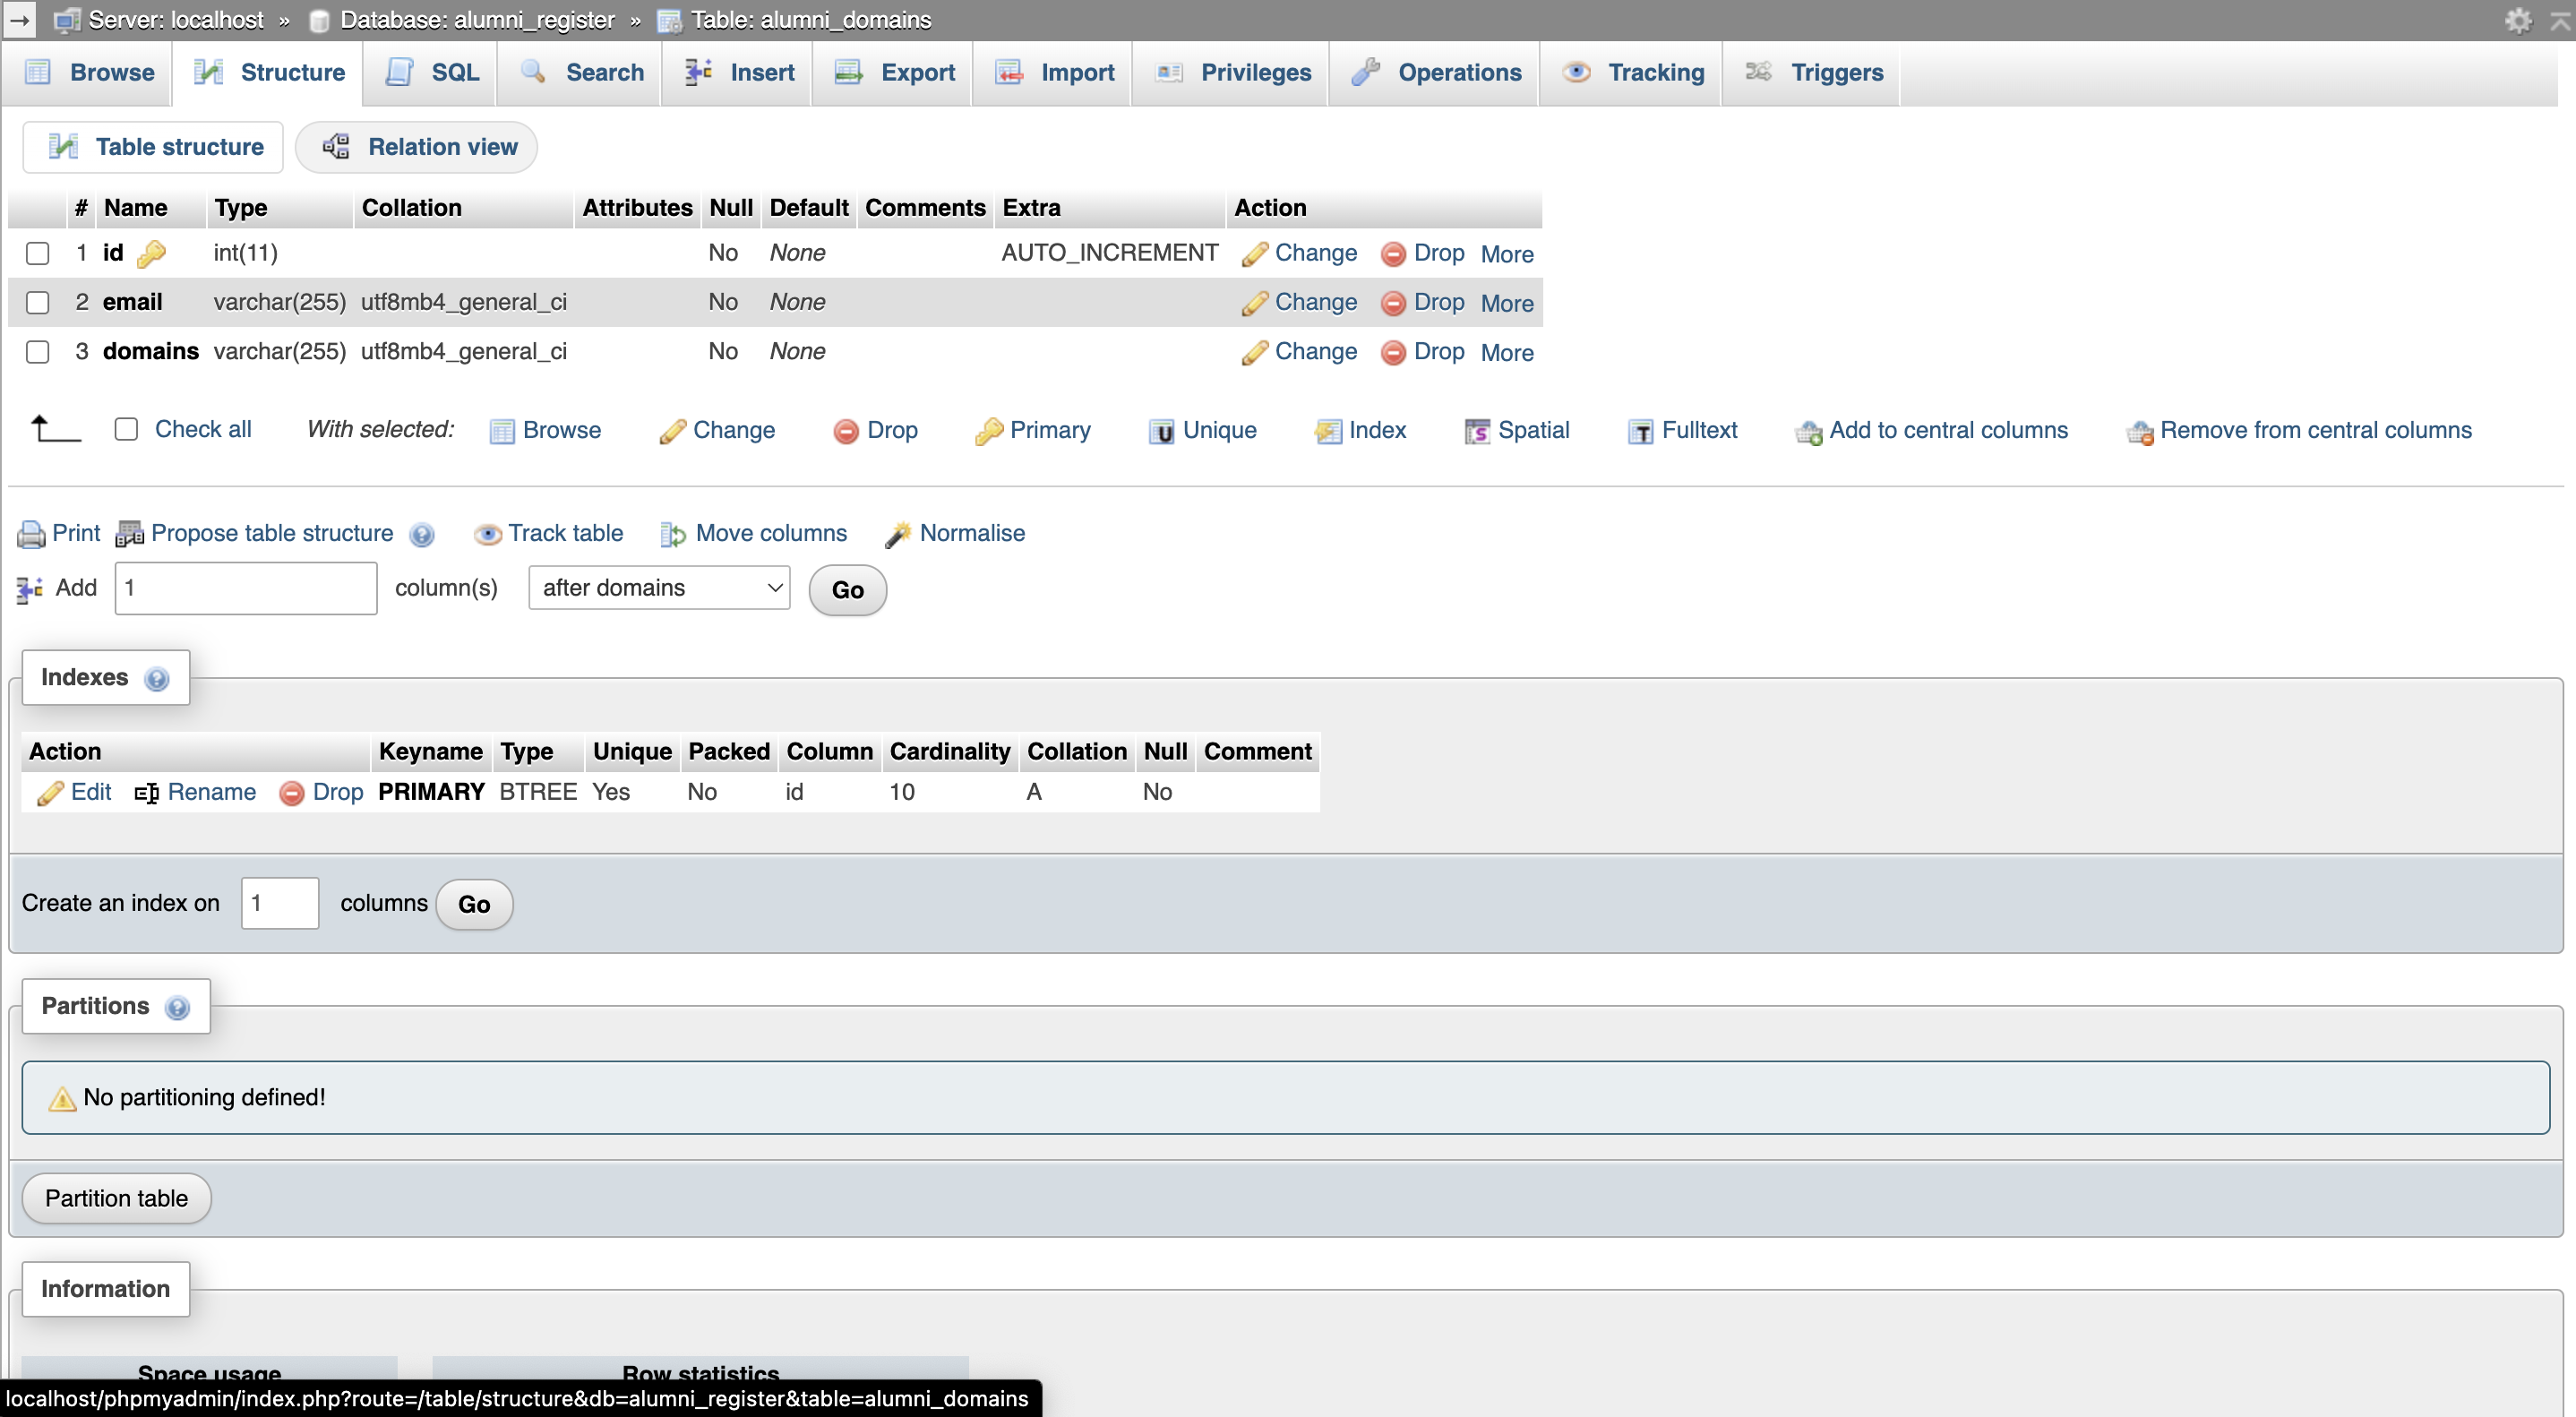 Server: localhost » Database: alumni_register » Table: alumni_domains
Browse Structure SQL Search Insert Export Import Privileges Operations Tracking Triggers
Table structure Relation view
# Name Type Collation Attributes Null Default Comments Extra Action
1 id int(11) No None AUTO_INCREMENT Change Drop More
2 email varchar(255) utf8mb4_general_ci No None Change Drop More
3 domains varchar(255) utf8mb4_general_ci No None Change Drop More
Check all With selected: Browse Change Drop Primary Unique Index Spatial Fulltext Add to central columns Remove from central columns
Print Propose table structure Track table Move columns Normalise
Add 1 column(s) after domains Go
Indexes
Action Keyname Type Unique Packed Column Cardinality Collation Null Comment
Edit Rename Drop PRIMARY BTREE Yes No id 10 A No
Create an index on 1 columns Go
Partitions
No partitioning defined!
Partition table
Information
Space usage Row statistics
localhost/phpmyadmin/index.php?route=/table/structure&db=alumni_register&table=alumni_domains